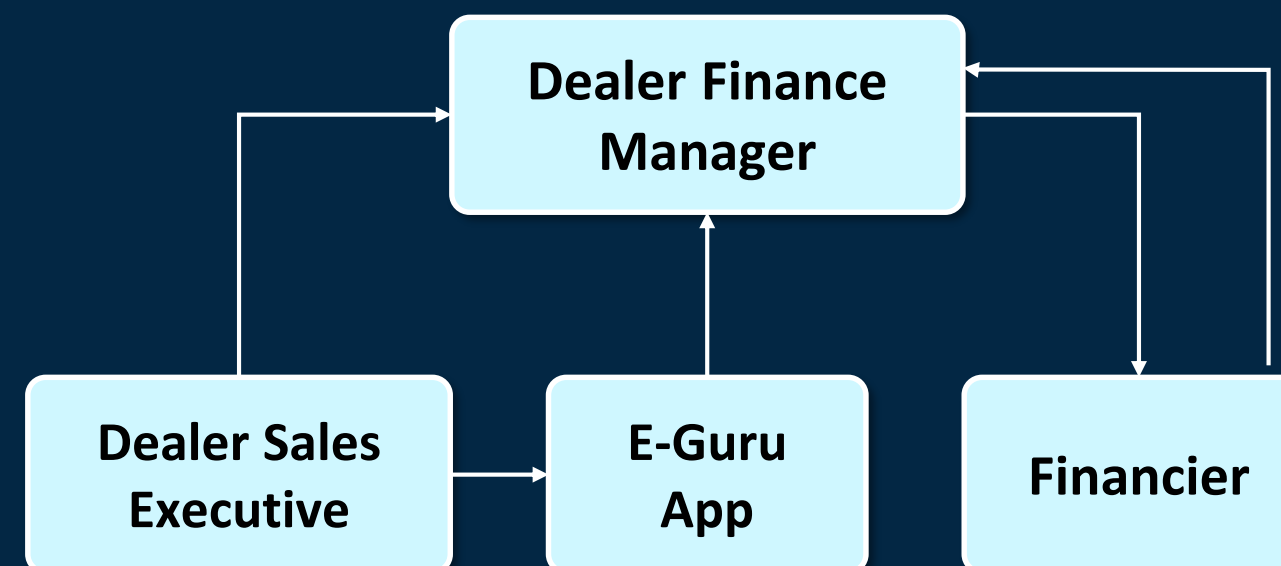 Dealer Finance
Manager
Dealer Sales
Executive
E-Guru
App
Financier